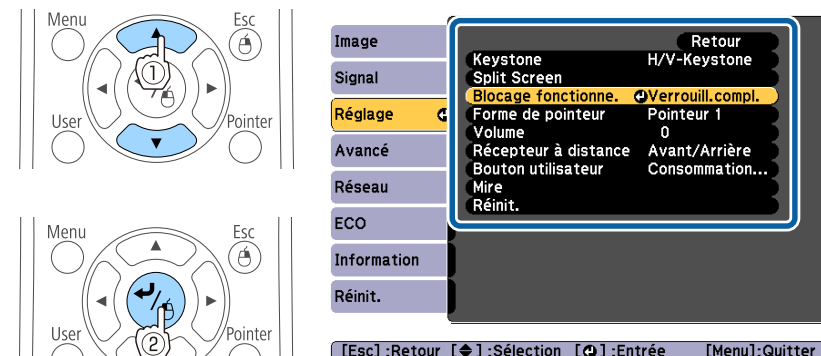 Menu
Esc
1
User
Pointer
Menu
Esc
User
Pointer
2
Image
Signal
Réglage
Avancé
Réseau
ECO
Information
Réinit.
Retour
Keystone H/V-Keystone
Split Screen
Blocage fonctionne. Verrouill.compl.
Forme de pointeur Pointeur 1
Volume 0
Récepteur à distance Avant/Arrière
Bouton utilisateur Consommation...
Mire
Réinit.
[Esc] :Retour [◆] :Sélection [⏎] :Entrée [Menu]:Quitter